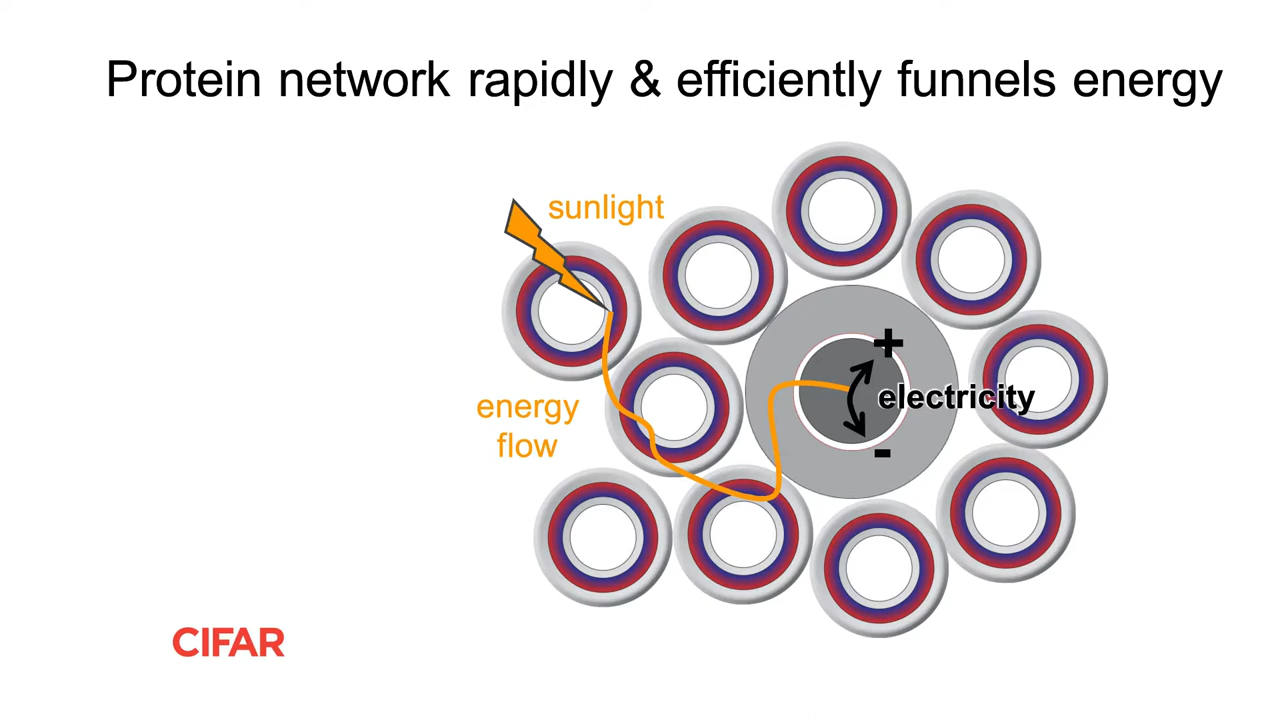 Protein network rapidly & efficiently funnels energy
sunlight
+
electricity
energy
flow
-
CIFAR